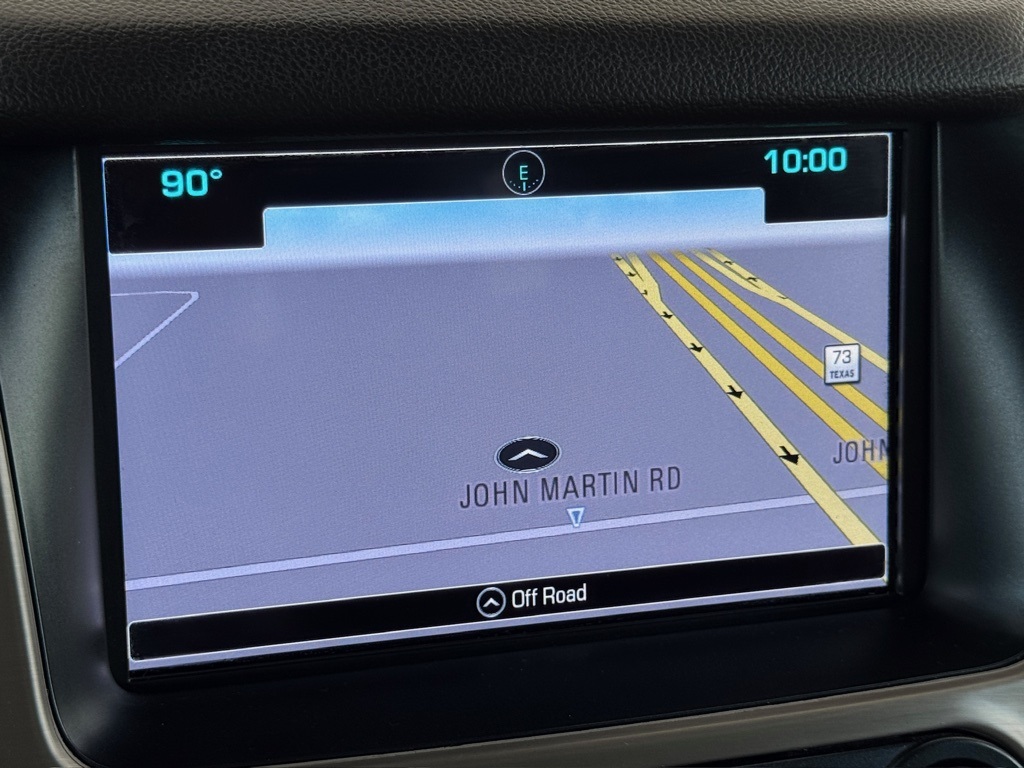 90°
E
10:00
73
TEXAS
JOHN
JOHN MARTIN RD
Off Road